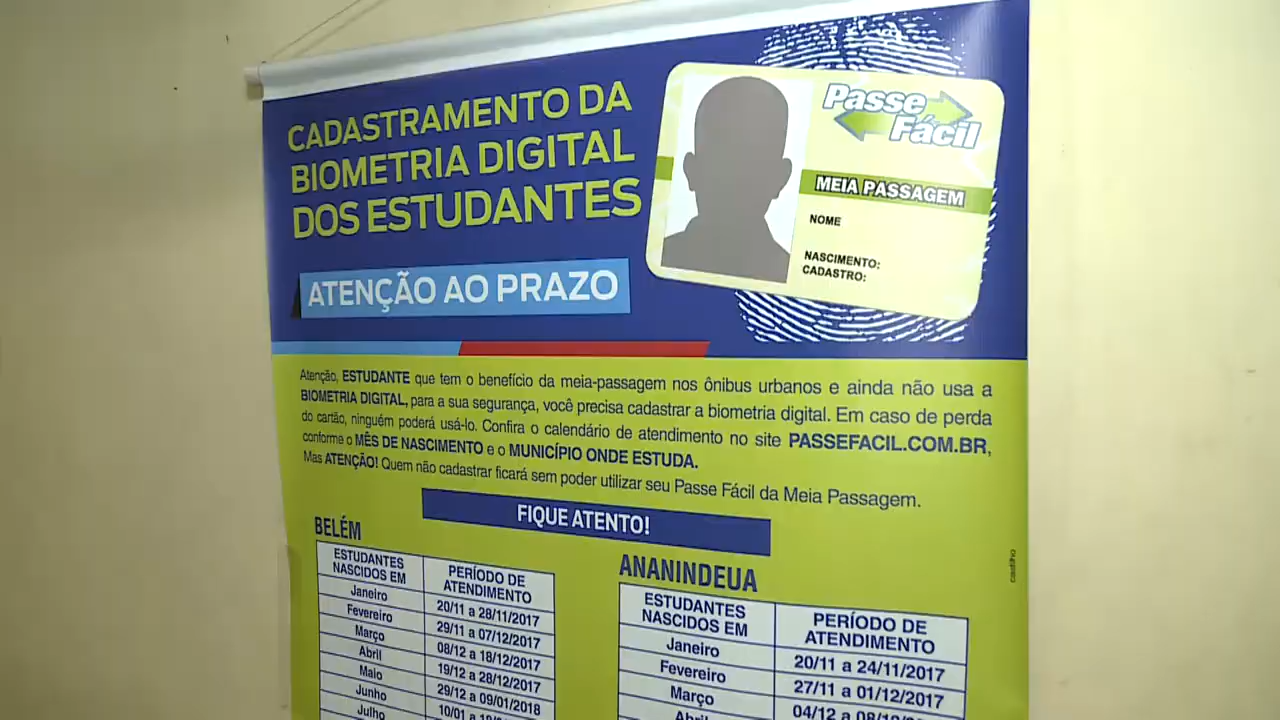 CADASTRAMENTO DA
BIOMETRIA DIGITAL
DOS ESTUDANTES
ATENÇÃO AO PRAZO
Passe
Fácil
MEIA PASSAGEM
NOME
NASCIMENTO:
CADASTRO:
Atenção, ESTUDANTE que tem o benefício da meia-passagem nos ônibus urbanos e ainda não usa a
BIOMETRIA DIGITAL, para a sua segurança, você precisa cadastrar a biometria digital. Em caso de perda
do cartão, ninguém poderá usá-lo. Confira o calendário de atendimento no site PASSEFACIL.COM.BR,
conforme o MÊS DE NASCIMENTO e o MUNICÍPIO ONDE ESTUDA.
Mas ATENÇÃO! Quem não cadastrar ficará sem poder utilizar seu Passe Fácil da Meia Passagem.
FIQUE ATENTO!
BELÉM
ESTUDANTES
NASCIDOS EM
PERÍODO DE
ATENDIMENTO
Janeiro 20/11 a 28/11/2017
Fevereiro 29/11 a 07/12/2017
Março 08/12 a 18/12/2017
Abril 19/12 a 28/12/2017
Maio 29/12 a 09/01/2018
Junho 10/01 a
Julho
ANANINDEUA
ESTUDANTES
NASCIDOS EM
PERÍODO DE
ATENDIMENTO
Janeiro 20/11 a 24/11/2017
Fevereiro 27/11 a 01/12/2017
Março 04/12 a
Abril
castilho